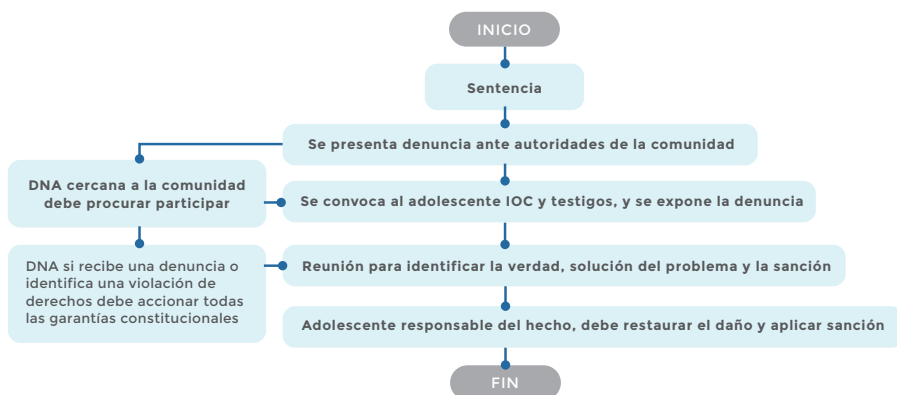 INICIO
Sentencia
Se presenta denuncia ante autoridades de la comunidad
DNA cercana a la comunidad
debe procurar participar
Se convoca al adolescente IOC y testigos, y se expone la denuncia
DNA si recibe una denuncia o
identifica una violación de
derechos debe accionar todas
las garantías constitucionales
Reunión para identificar la verdad, solución del problema y la sanción
Adolescente responsable del hecho, debe restaurar el daño y aplicar sanción
FIN